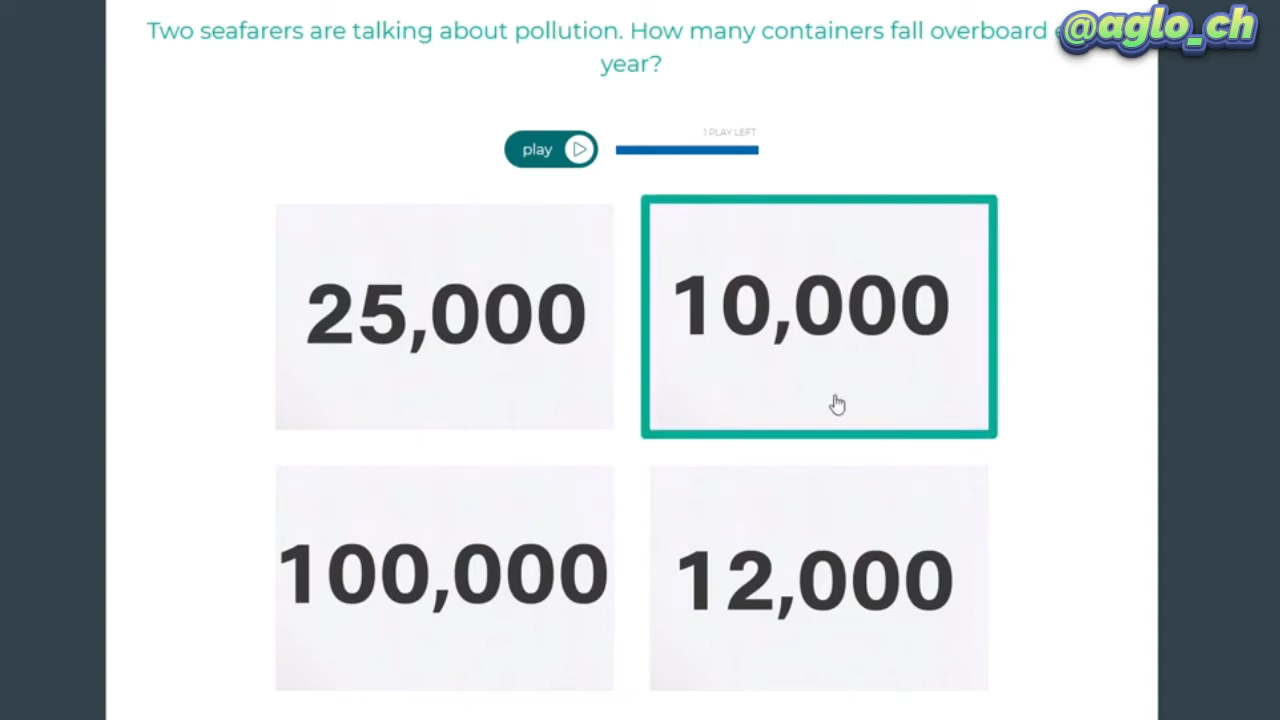 Two seafarers are talking about pollution. How many containers fall overboard
@aglo_ch
year?
1 PLAY LEFT
play
25,000
10,000
100,000
12,000